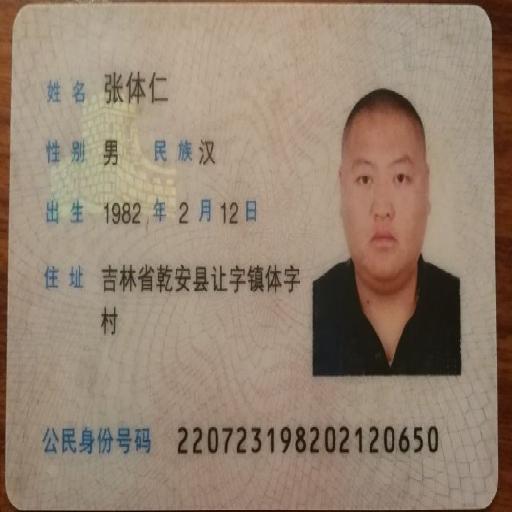 姓名 张体仁
性别 男 民族 汉
出生 1982 年 2 月 12 日
住址 吉林省乾安县让字镇体字
村
公民身份号码 220723198202120650